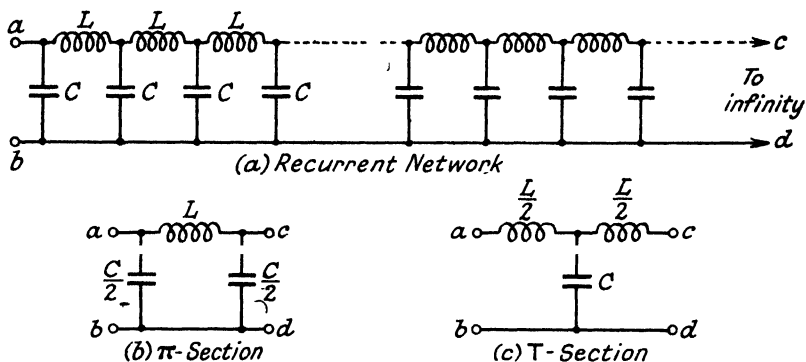 a L L L c
C C C C To
infinity
b d
(a) Recurrent Network
L
a c
C/2 C/2
b d
(b) π-Section
L/2 L/2
a c
C
b d
(c) T-Section